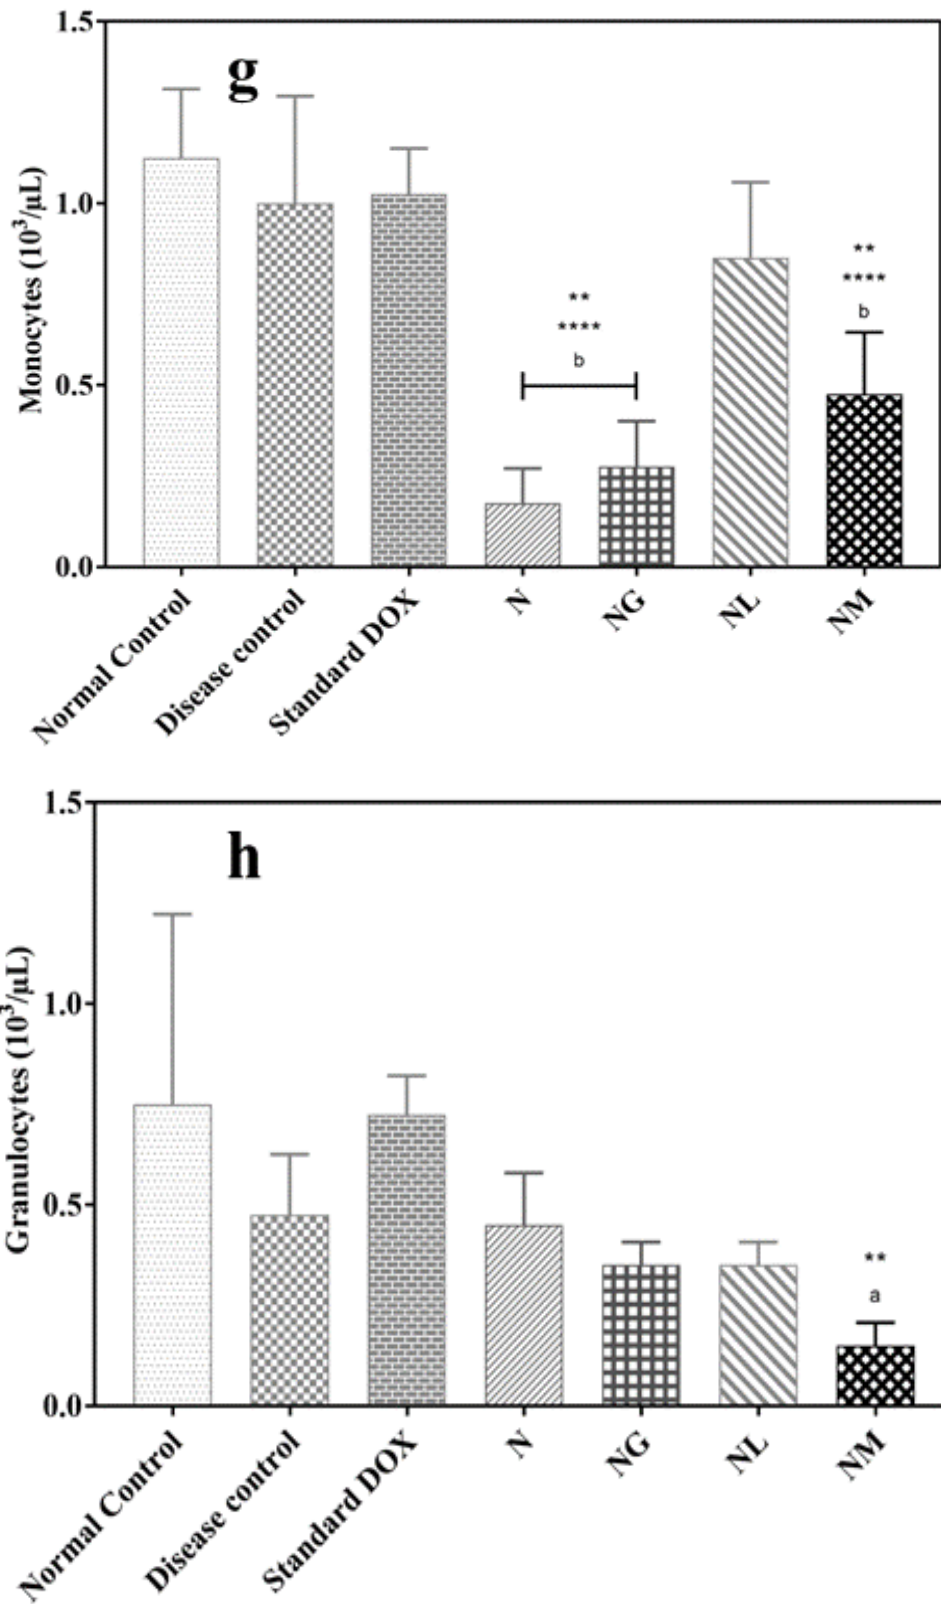 1.5
g
1.0
0.5
0.0
Monocytes (10³/µL)
**
****
b
**
****
b
Normal Control
Disease control
Standard DOX
N
NG
NL
NM
1.5
h
1.0
0.5
0.0
Granulocytes (10³/µL)
**
a
Normal Control
Disease control
Standard DOX
N
NG
NL
NM